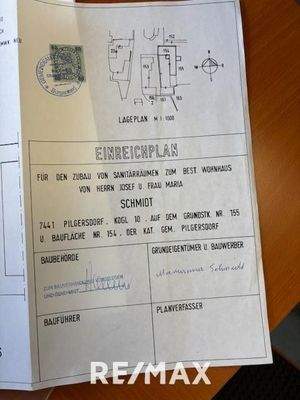 LAGEPLAN M 1:1000
EINREICHPLAN
FÜR DEN ZUBAU VON SANITÄRRÄUMEN ZUM BEST. WOHNHAUS
VON HERRN JOSEF U. FRAU MARIA
SCHMIDT
7441 PILGERSDORF, KOGL 10, AUF DEM GRUNDSTK. NR. 155
U. BAUFLÄCHE NR. 154, DER KAT. GEM. PILGERSDORF
BAUBEHÖRDE
GRUNDEIGENTÜMER U. BAUWERBER
BAUFÜHRER
PLANVERFASSER
RE/MAX